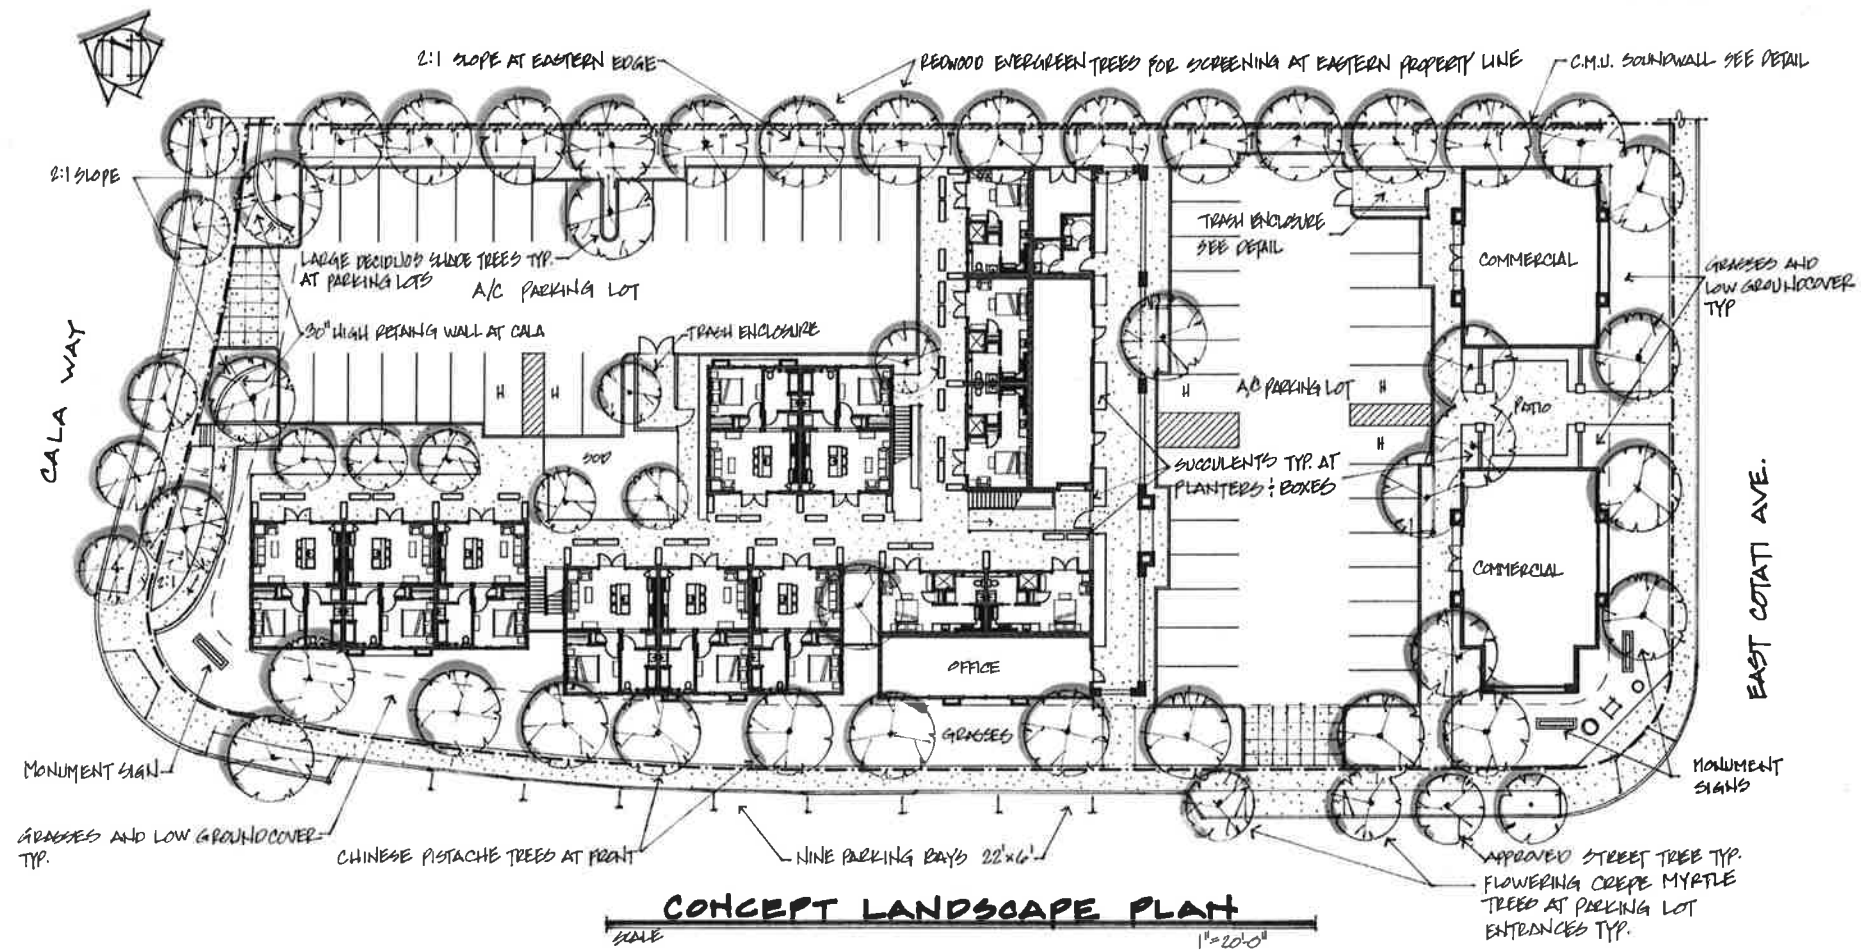 N
2:1 SLOPE AT EASTERN EDGE
REDWOOD EVERGREEN TREES FOR SCREENING AT EASTERN PROPERTY LINE
C.M.U. SOUNDWALL SEE DETAIL
2:1 SLOPE
TRASH ENCLOSURE
SEE DETAIL
COMMERCIAL
GRASSES AND
LOW GROUNDCOVER
TYP
LARGE DECIDUOS SHADE TREES TYP.
AT PARKING LOTS
A/C PARKING LOT
30" HIGH RETAING WALL AT CALA
TRASH ENCLOSURE
CALA WAY
H
H
H
A/C PARKING LOT
H
H
PATIO
SOD
SUCCULENTS TYP. AT
PLANTERS & BOXES
EAST COTATI AVE.
2:1
COMMERCIAL
OFFICE
GRASSES
MONUMENT SIGN
MONUMENT
SIGNS
GRASSES AND LOW GROUNDCOVER
TYP.
CHINESE PISTACHE TREES AT FRONT
NINE PARKING BAYS 22'x6'
APPROVED STREET TREE TYP.
FLOWERING CREPE MYRTLE
TREES AT PARKING LOT
ENTRANCES TYP.
CONCEPT LANDSCAPE PLAN
SCALE
1"=20'-0"